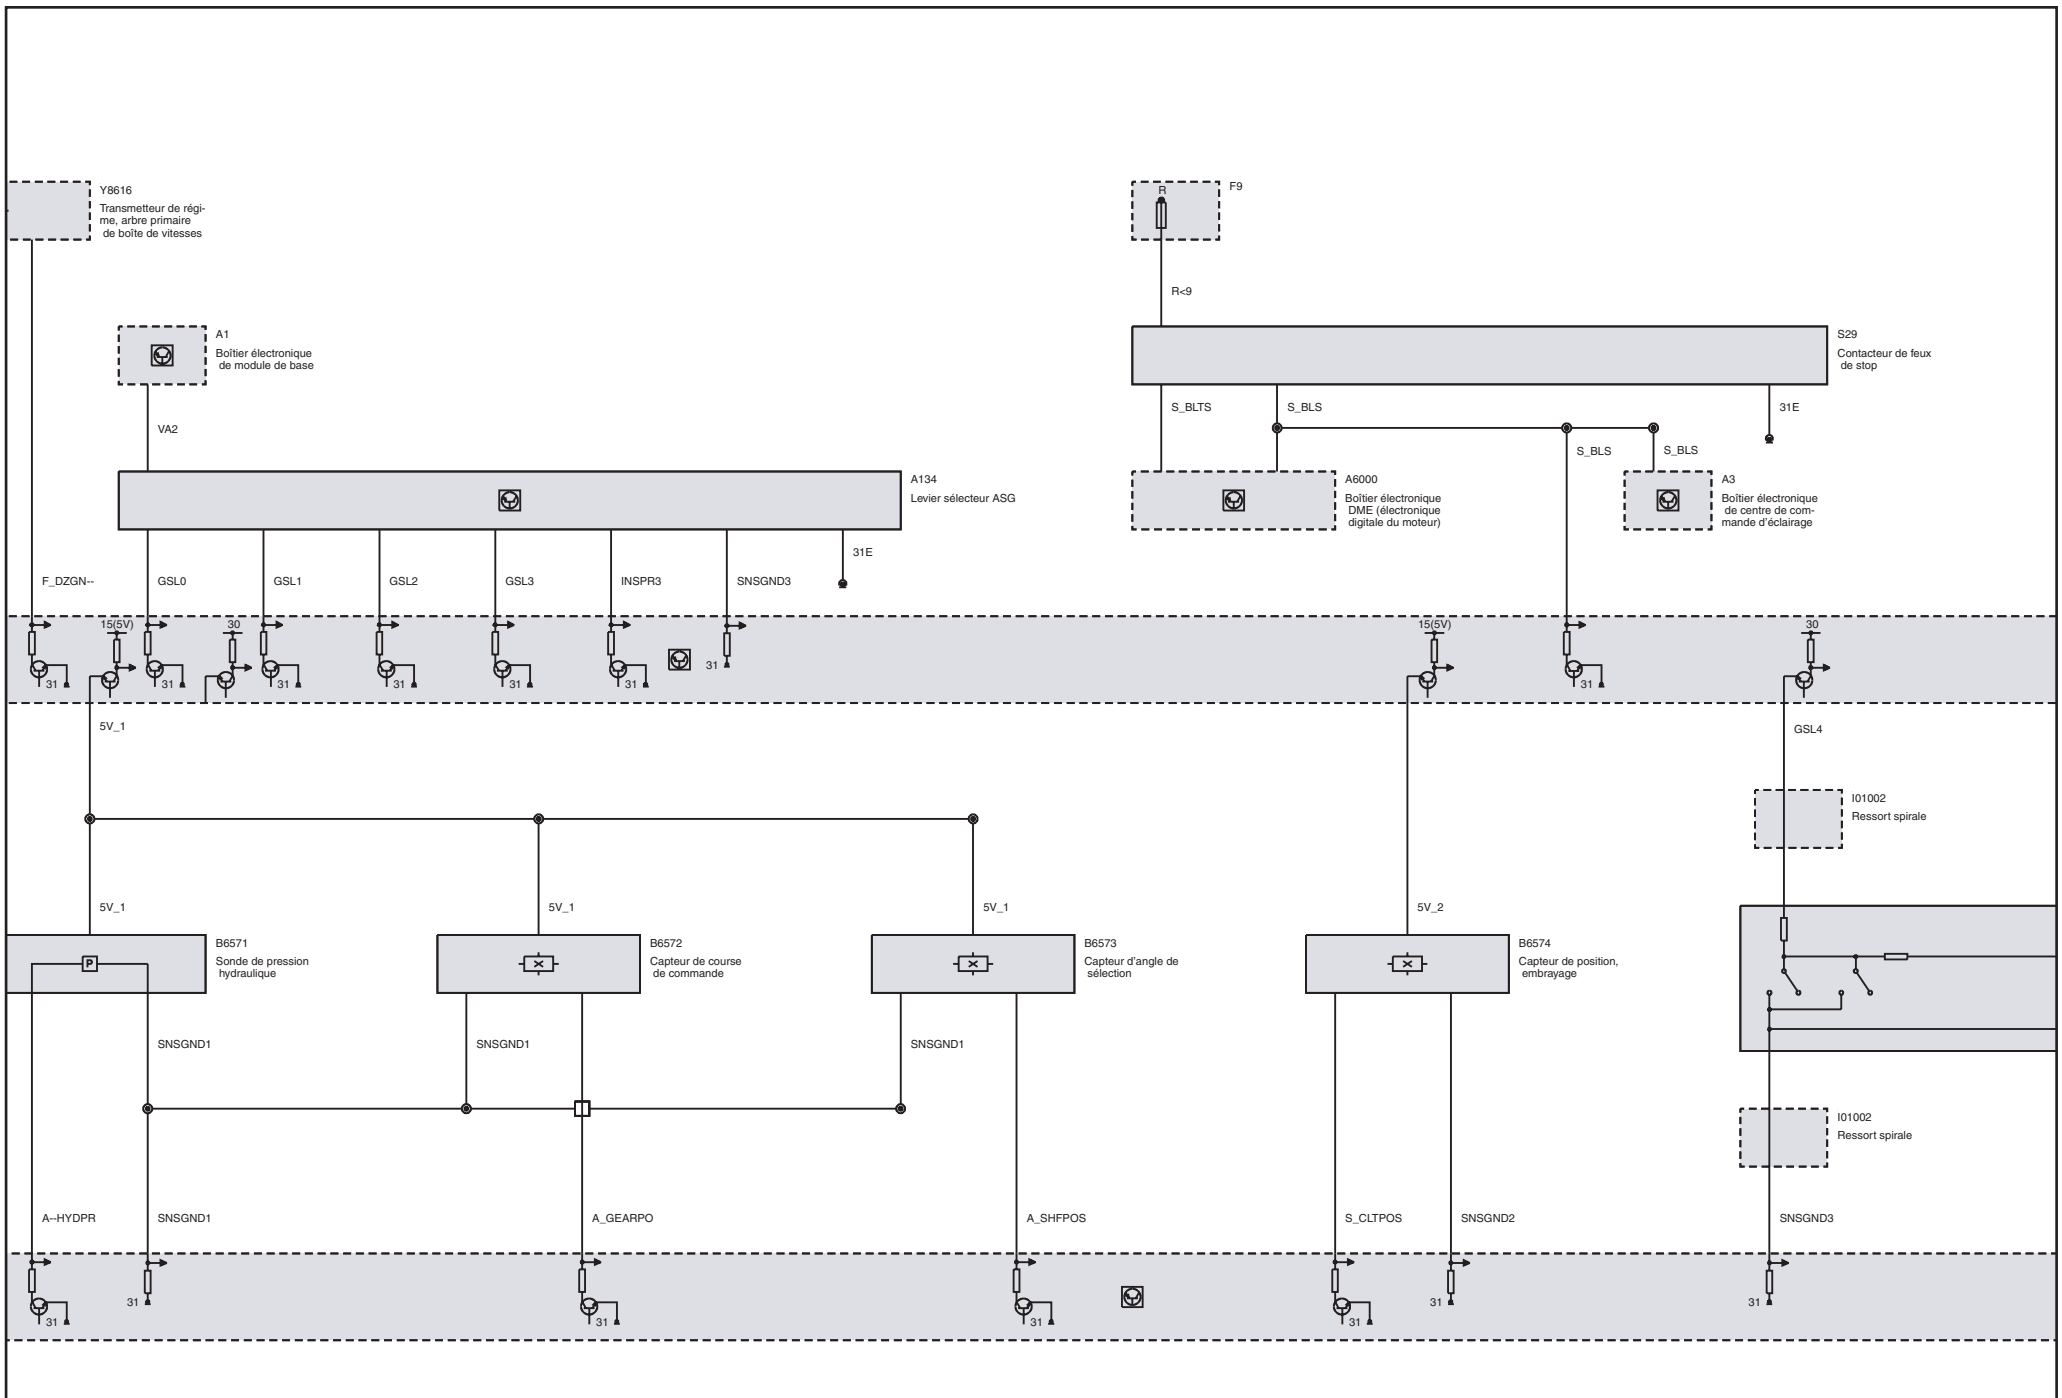 Y8616
Transmetteur de régi-
me, arbre primaire
de boîte de vitesses
R
F9
R<9
A1
Boîtier électronique
de module de base
S29
Contacteur de feux
de stop
VA2
S_BLTS
S_BLS
31E
S_BLS
S_BLS
A134
Levier sélecteur ASG
A6000
Boîtier électronique
DME (électronique
digitale du moteur)
A3
Boîtier électronique
de centre de com-
mande d'éclairage
31E
F_DZGN--
GSL0
GSL1
GSL2
GSL3
INSPR3
SNSGND3
15(5V)
30
15(5V)
30
31
31
31
31
31
31
31
31
5V_1
GSL4
I01002
Ressort spirale
5V_1
5V_1
5V_1
5V_2
B6571
Sonde de pression
hydraulique
P
B6572
Capteur de course
de commande
B6573
Capteur d'angle de
sélection
B6574
Capteur de position,
embrayage
SNSGND1
SNSGND1
SNSGND1
I01002
Ressort spirale
A--HYDPR
SNSGND1
A_GEARPO
A_SHFPOS
S_CLTPOS
SNSGND2
SNSGND3
31
31
31
31
31
31
31